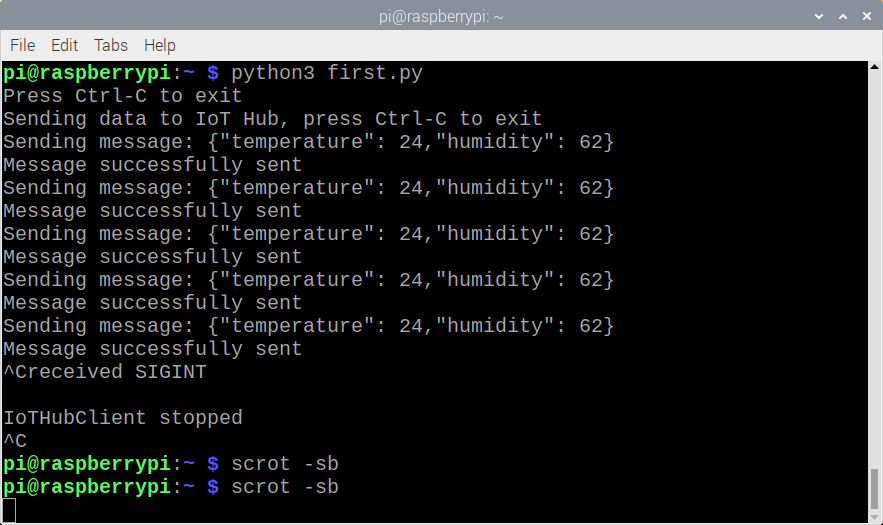 pi@raspberrypi: ~
File Edit Tabs Help
pi@raspberrypi:~ $ python3 first.py
Press Ctrl-C to exit
Sending data to IoT Hub, press Ctrl-C to exit
Sending message: {"temperature": 24,"humidity": 62}
Message successfully sent
Sending message: {"temperature": 24,"humidity": 62}
Message successfully sent
Sending message: {"temperature": 24,"humidity": 62}
Message successfully sent
Sending message: {"temperature": 24,"humidity": 62}
Message successfully sent
Sending message: {"temperature": 24,"humidity": 62}
Message successfully sent
^Creceived SIGINT
IoTHubClient stopped
^C
pi@raspberrypi:~ $ scrot -sb
pi@raspberrypi:~ $ scrot -sb